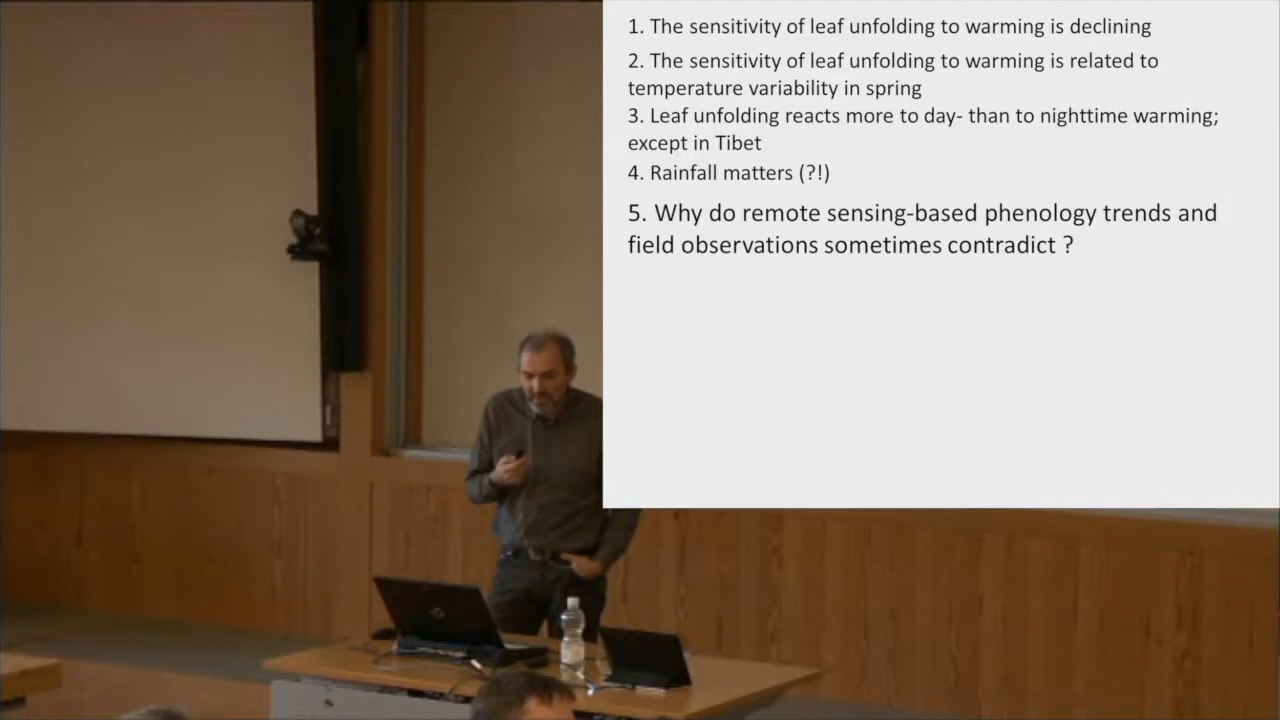 1. The sensitivity of leaf unfolding to warming is declining
2. The sensitivity of leaf unfolding to warming is related to
temperature variability in spring
3. Leaf unfolding reacts more to day- than to nighttime warming;
except in Tibet
4. Rainfall matters (?!)
5. Why do remote sensing-based phenology trends and
field observations sometimes contradict ?